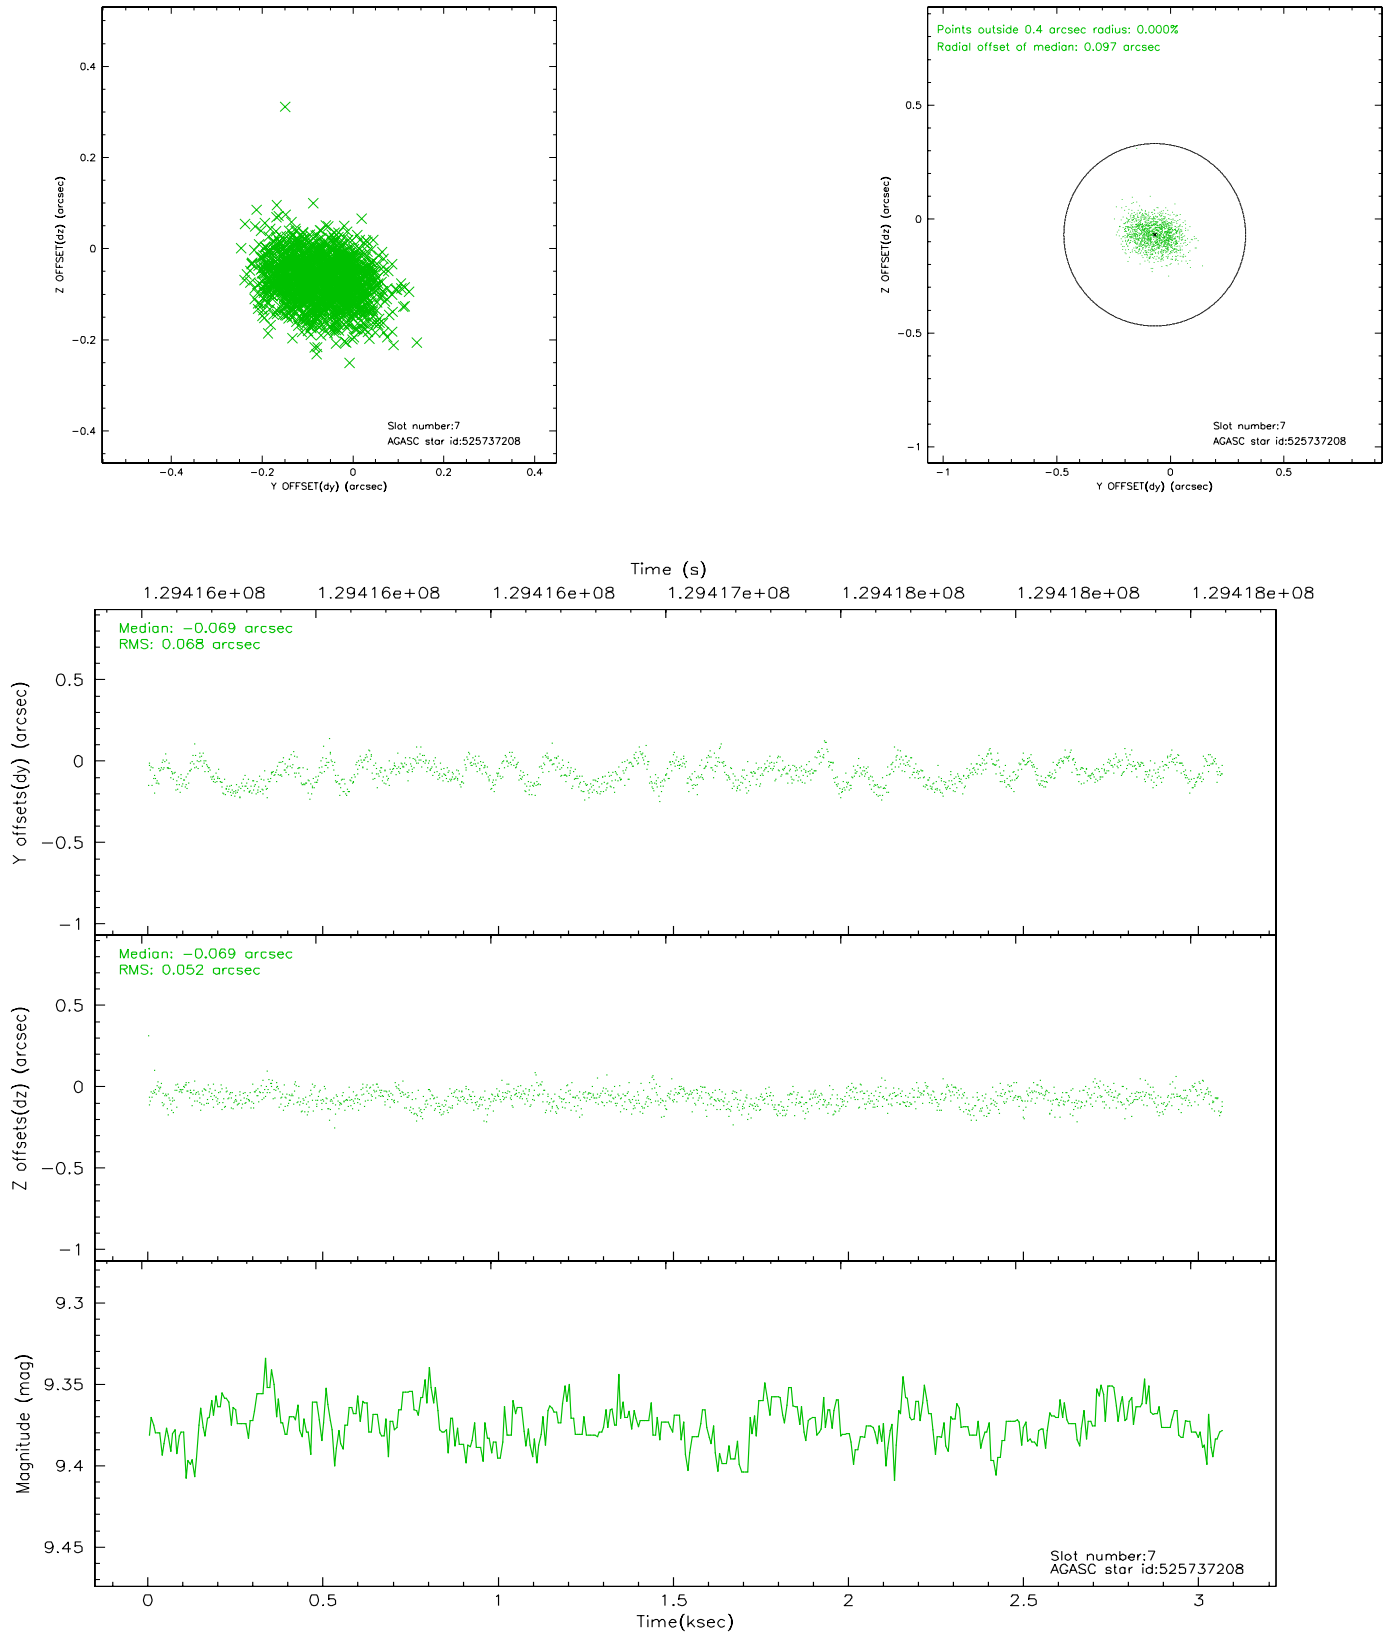 0.4
0.2
0
-0.2
-0.4
Z OFFSET(dz) (arcsec)
Slot number:7
AGASC star id:525737208
-0.4 -0.2 0 0.2 0.4
Y OFFSET(dy) (arcsec)
Points outside 0.4 arcsec radius: 0.000%
Radial offset of median: 0.097 arcsec
0.5
0
-0.5
-1
Z OFFSET(dz) (arcsec)
Slot number:7
AGASC star id:525737208
-1 -0.5 0 0.5
Y OFFSET(dy) (arcsec)
Time (s)
1.29416e+08 1.29416e+08 1.29416e+08 1.29417e+08 1.29418e+08 1.29418e+08 1.29418e+08
Median: -0.069 arcsec
RMS: 0.068 arcsec
0.5
0
-0.5
-1
Y offsets(dy) (arcsec)
Median: -0.069 arcsec
RMS: 0.052 arcsec
0.5
0
-0.5
-1
Z offsets(dz) (arcsec)
9.3
9.35
9.4
9.45
Magnitude (mag)
Slot number:7
AGASC star id:525737208
0 0.5 1 1.5 2 2.5 3
Time(ksec)